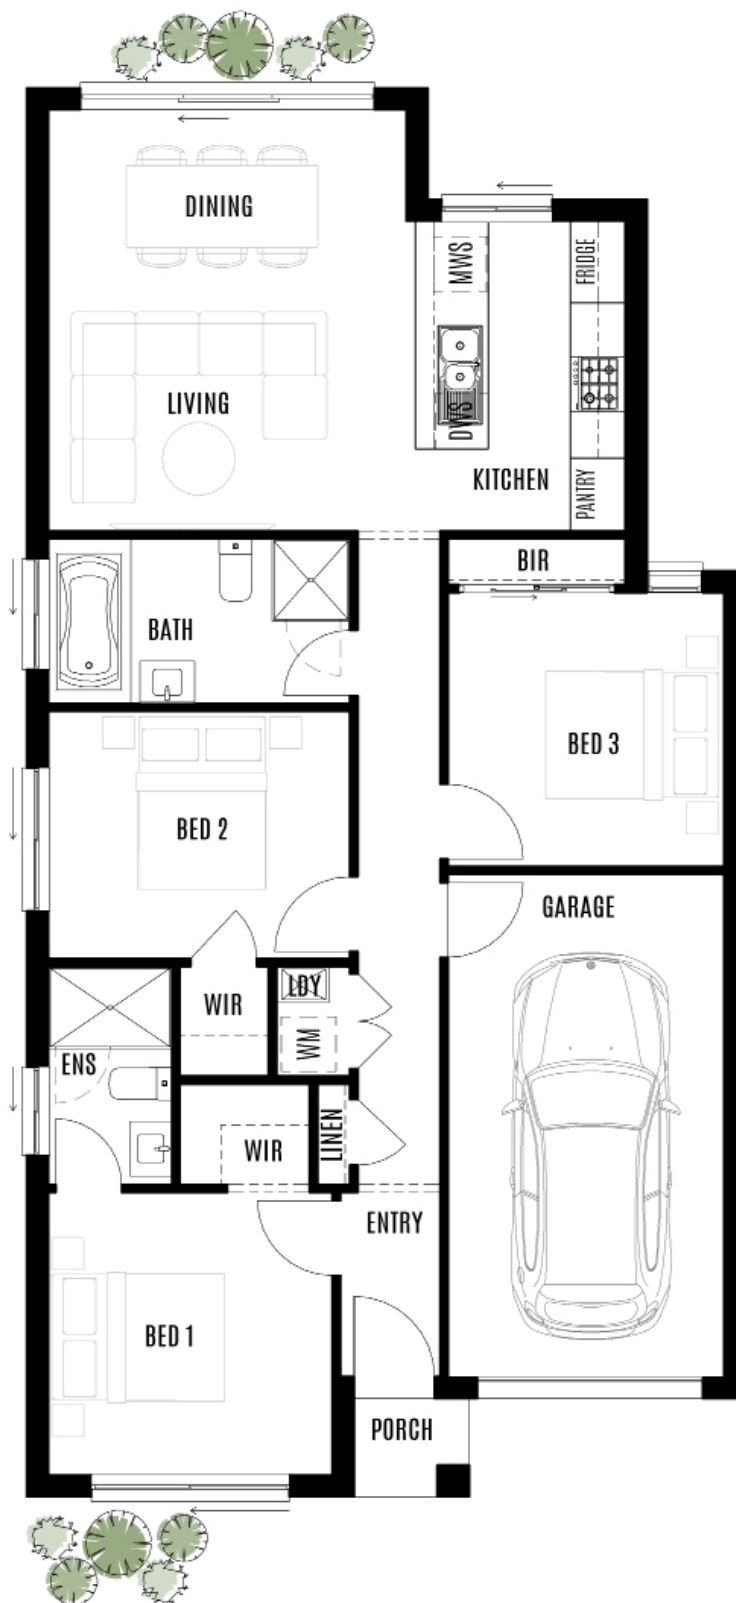 DINING
MWS
FRIDGE
LIVING
DWS
KITCHEN
PANTRY
BIR
BATH
BED 3
BED 2
GARAGE
LDY
WIR
WM
ENS
LINEN
WIR
ENTRY
BED 1
PORCH